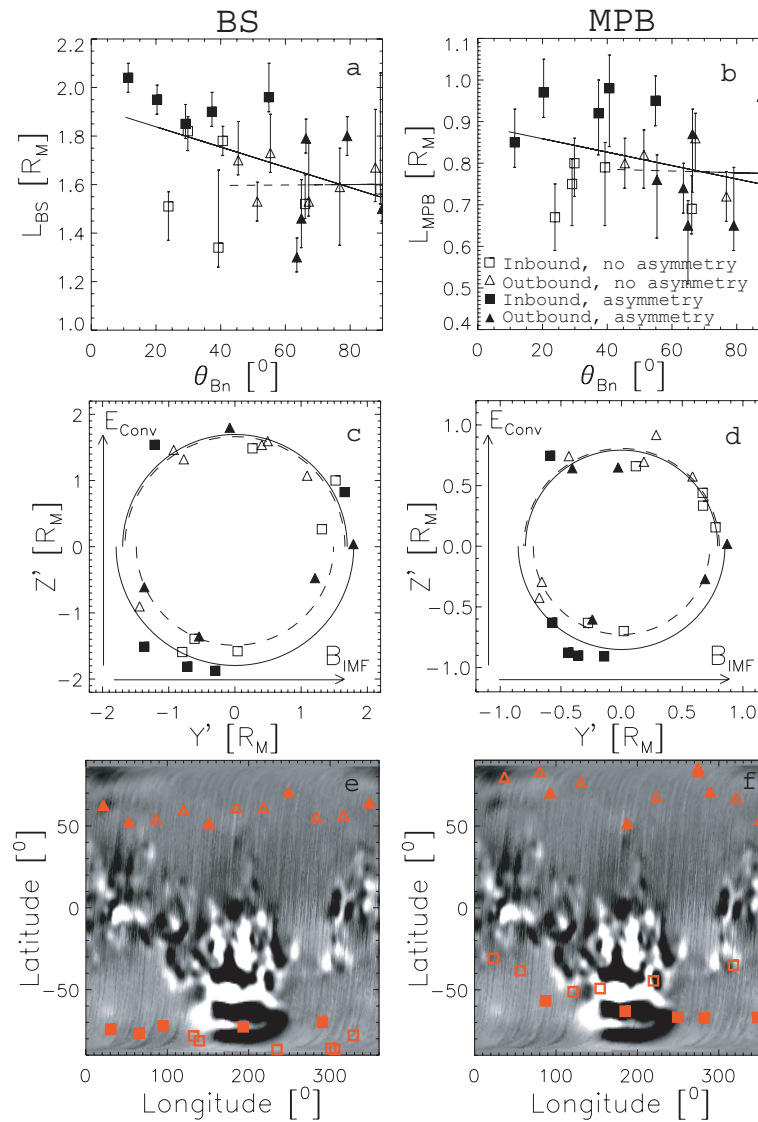 BS
MPB
a
2.2
2.0
1.8
1.6
1.4
1.2
1.0
L_BS [R_M]
0 20 40 60 80
θ_Bn [⁰]
b
1.1
1.0
0.9
0.8
0.7
0.6
0.5
0.4
L_MPB [R_M]
Inbound, no asymmetry
Outbound, no asymmetry
Inbound, asymmetry
Outbound, asymmetry
0 20 40 60 80
θ_Bn [⁰]
c
E_Conv
2
1
0
−1
−2
Z' [R_M]
B_IMF
−2 −1 0 1 2
Y' [R_M]
d
E_Conv
1.0
0.5
0.0
−0.5
−1.0
Z' [R_M]
B_IMF
−1.0 −0.5 0.0 0.5 1.0
Y' [R_M]
e
50
0
−50
Latitude [⁰]
0 100 200 300
Longitude [⁰]
f
50
0
−50
Latitude [⁰]
0 100 200 300
Longitude [⁰]